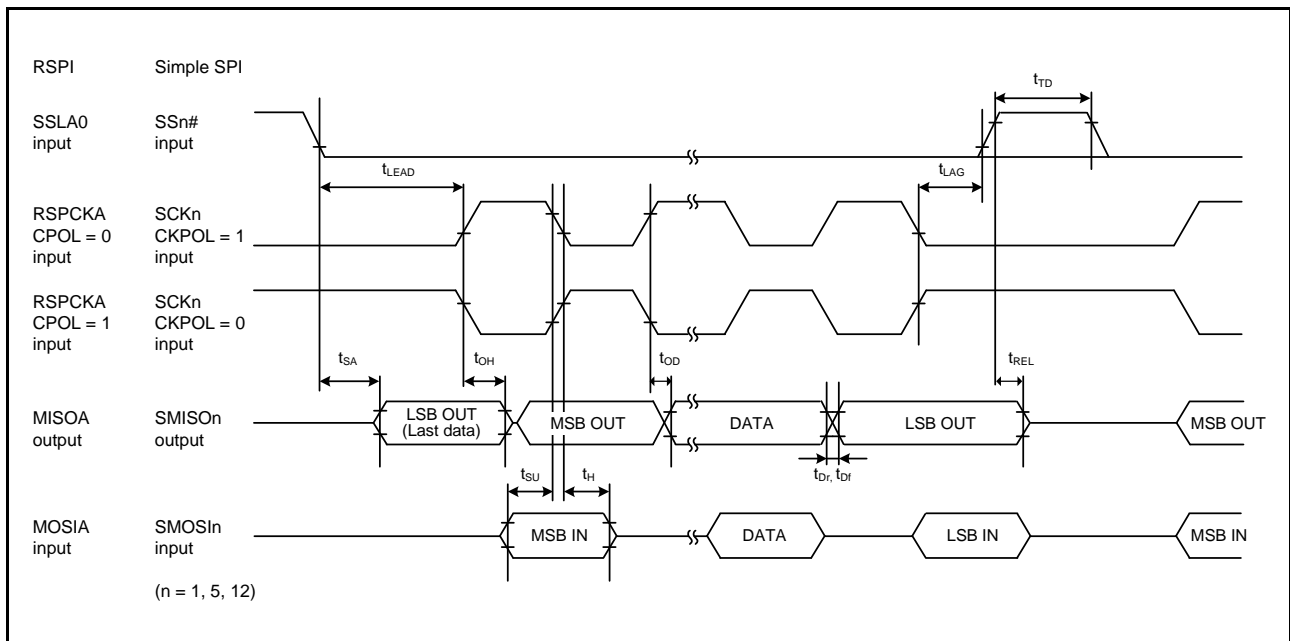 RSPI Simple SPI
tTD
SSLA0 SSn#
input input
tLEAD tLAG
RSPCKA SCKn
CPOL = 0 CKPOL = 1
input input
RSPCKA SCKn
CPOL = 1 CKPOL = 0
input input
tSA tOH tOD tREL
MISOA SMISOn
output output
LSB OUT
(Last data)
MSB OUT DATA LSB OUT MSB OUT
tDr, tDf
tSU tH
MOSIA SMOSIn
input input
MSB IN DATA LSB IN MSB IN
(n = 1, 5, 12)